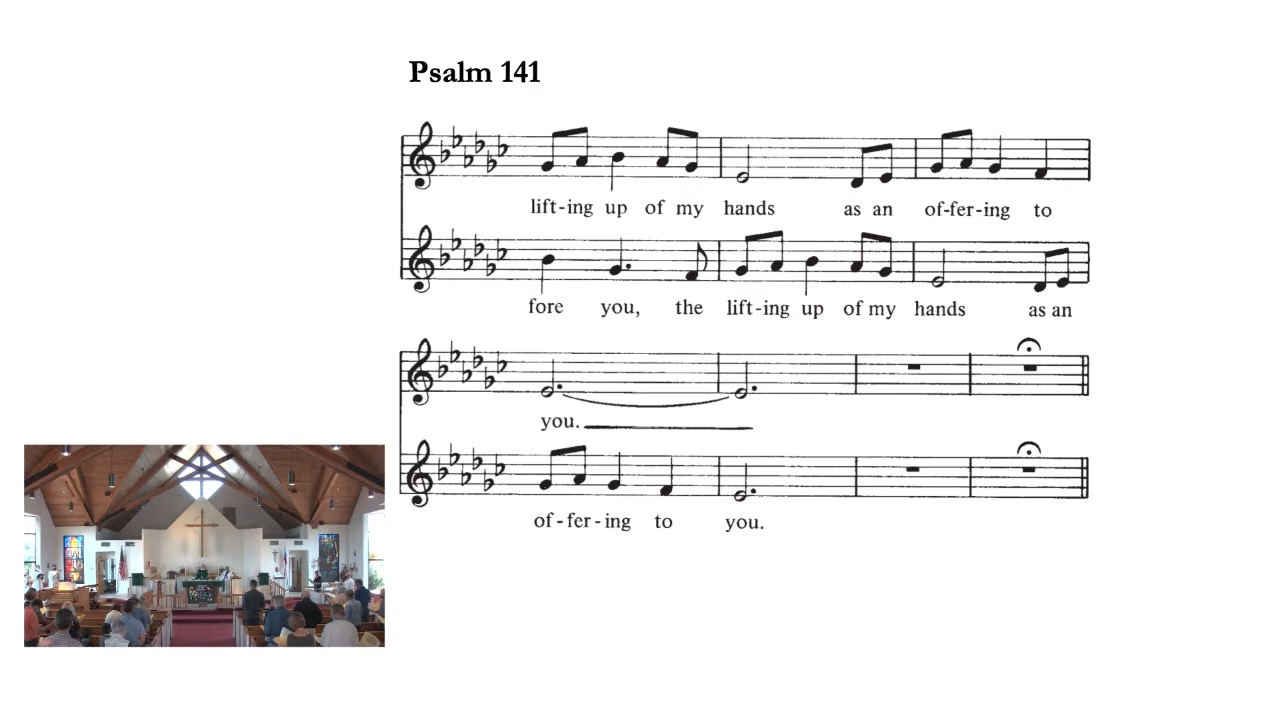 Psalm 141
lift-ing up of my hands as an of-fer-ing to
fore you, the lift-ing up of my hands as an
you.
of-fer-ing to you.